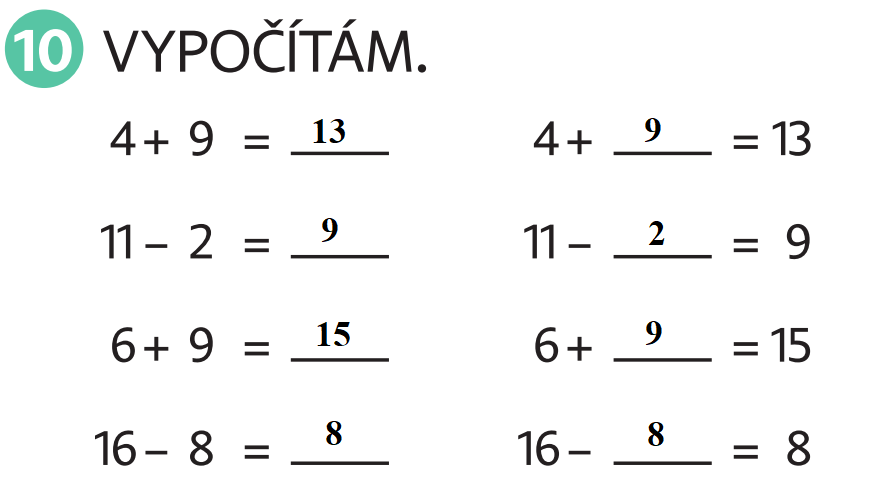 10 VYPOČÍTÁM.
4 + 9 = 13 4 + 9 = 13
11 – 2 = 9 11 – 2 = 9
6 + 9 = 15 6 + 9 = 15
16 – 8 = 8 16 – 8 = 8